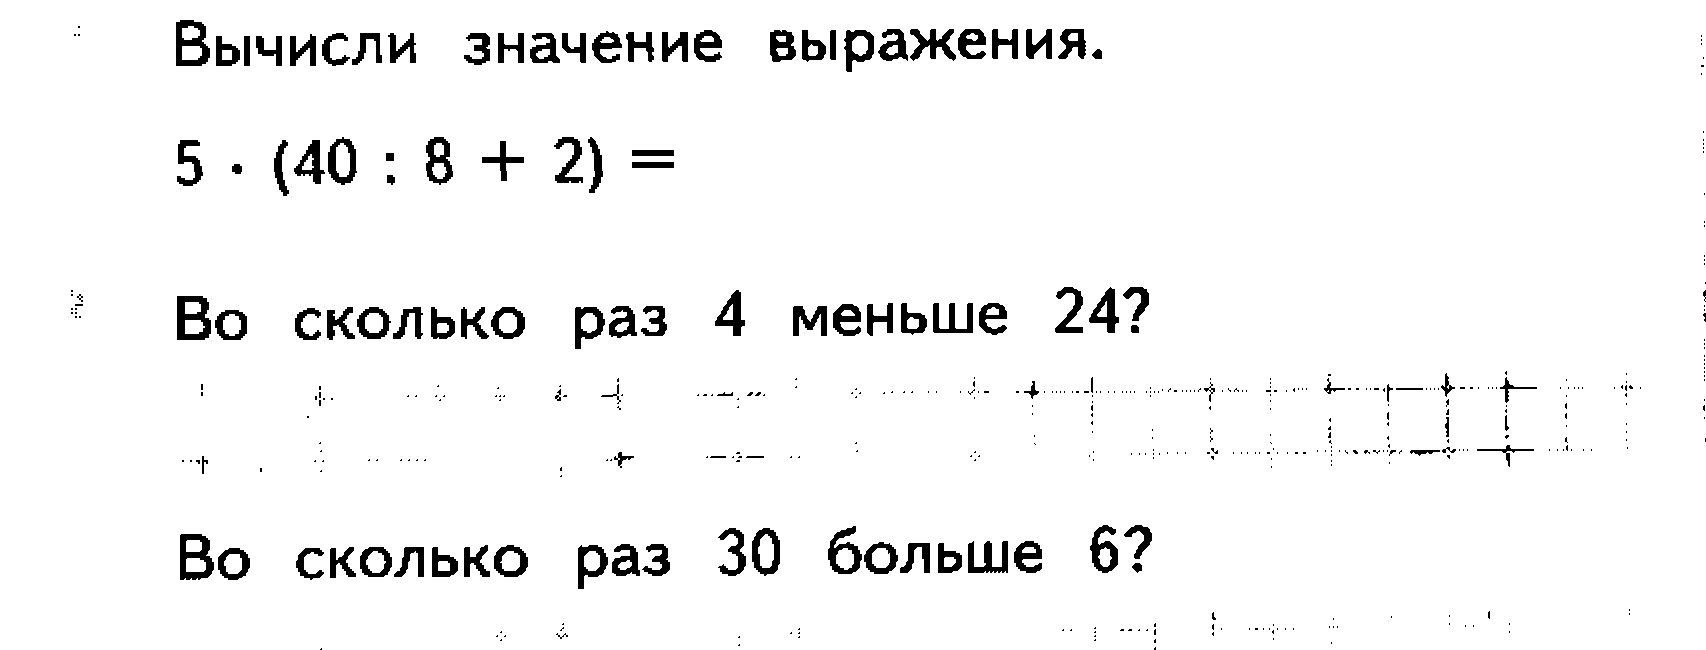 Вычисли значение выражения.
5 · (40 : 8 + 2) =
Во сколько раз 4 меньше 24?
Во сколько раз 30 больше 6?